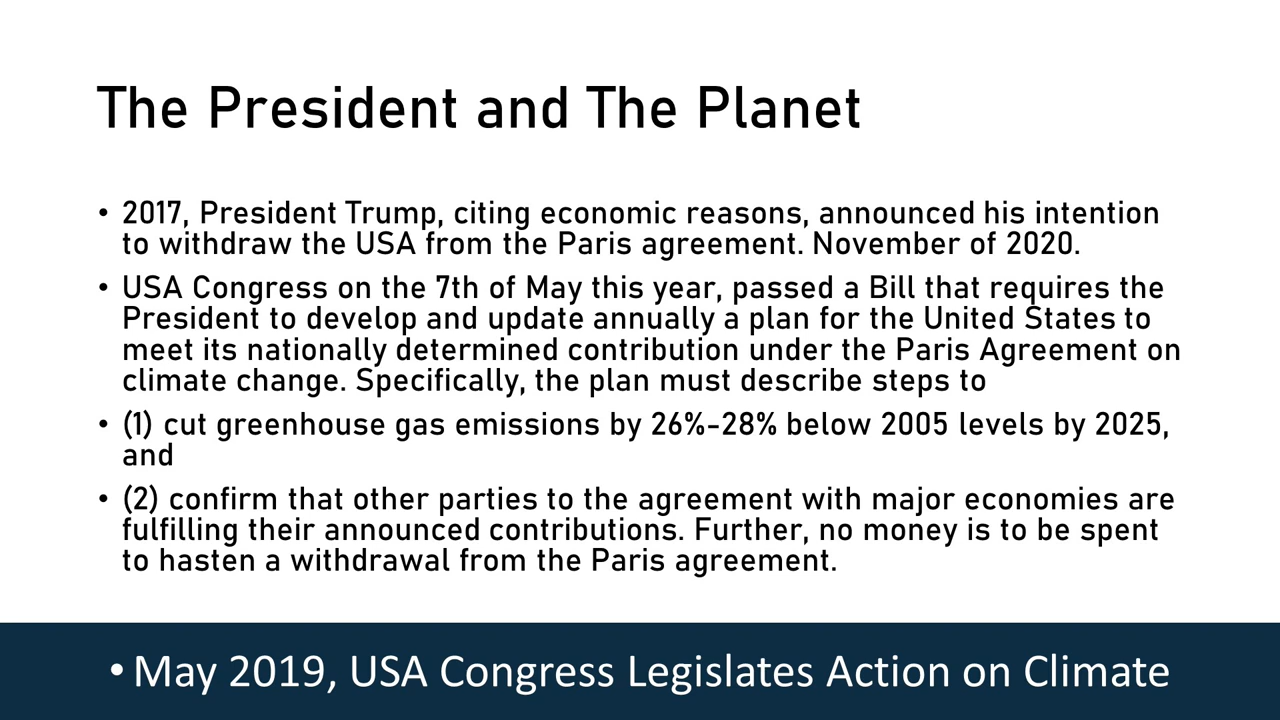 The President and The Planet
• 2017, President Trump, citing economic reasons, announced his intention
to withdraw the USA from the Paris agreement. November of 2020.
• USA Congress on the 7th of May this year, passed a Bill that requires the
President to develop and update annually a plan for the United States to
meet its nationally determined contribution under the Paris Agreement on
climate change. Specifically, the plan must describe steps to
• (1) cut greenhouse gas emissions by 26%-28% below 2005 levels by 2025,
and
• (2) confirm that other parties to the agreement with major economies are
fulfilling their announced contributions. Further, no money is to be spent
to hasten a withdrawal from the Paris agreement.
• May 2019, USA Congress Legislates Action on Climate